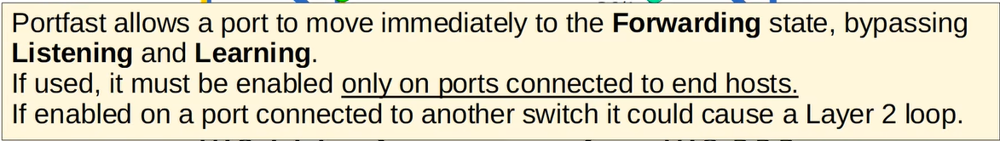 Portfast allows a port to move immediately to the Forwarding state, bypassing
Listening and Learning.
If used, it must be enabled only on ports connected to end hosts.
If enabled on a port connected to another switch it could cause a Layer 2 loop.